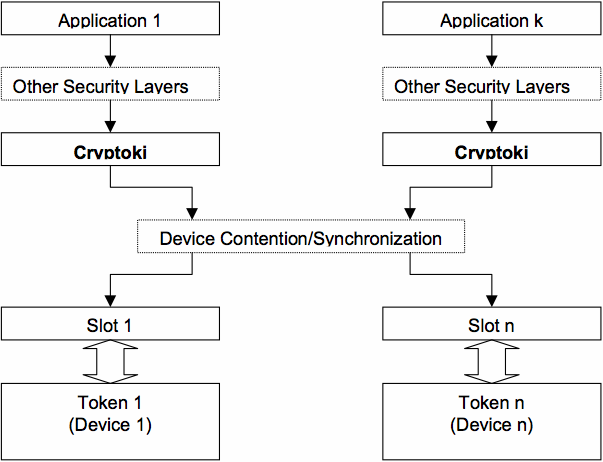 Application 1
Application k
Other Security Layers
Other Security Layers
Cryptoki
Cryptoki
Device Contention/Synchronization
Slot 1
Slot n
Token 1
(Device 1)
Token n
(Device n)